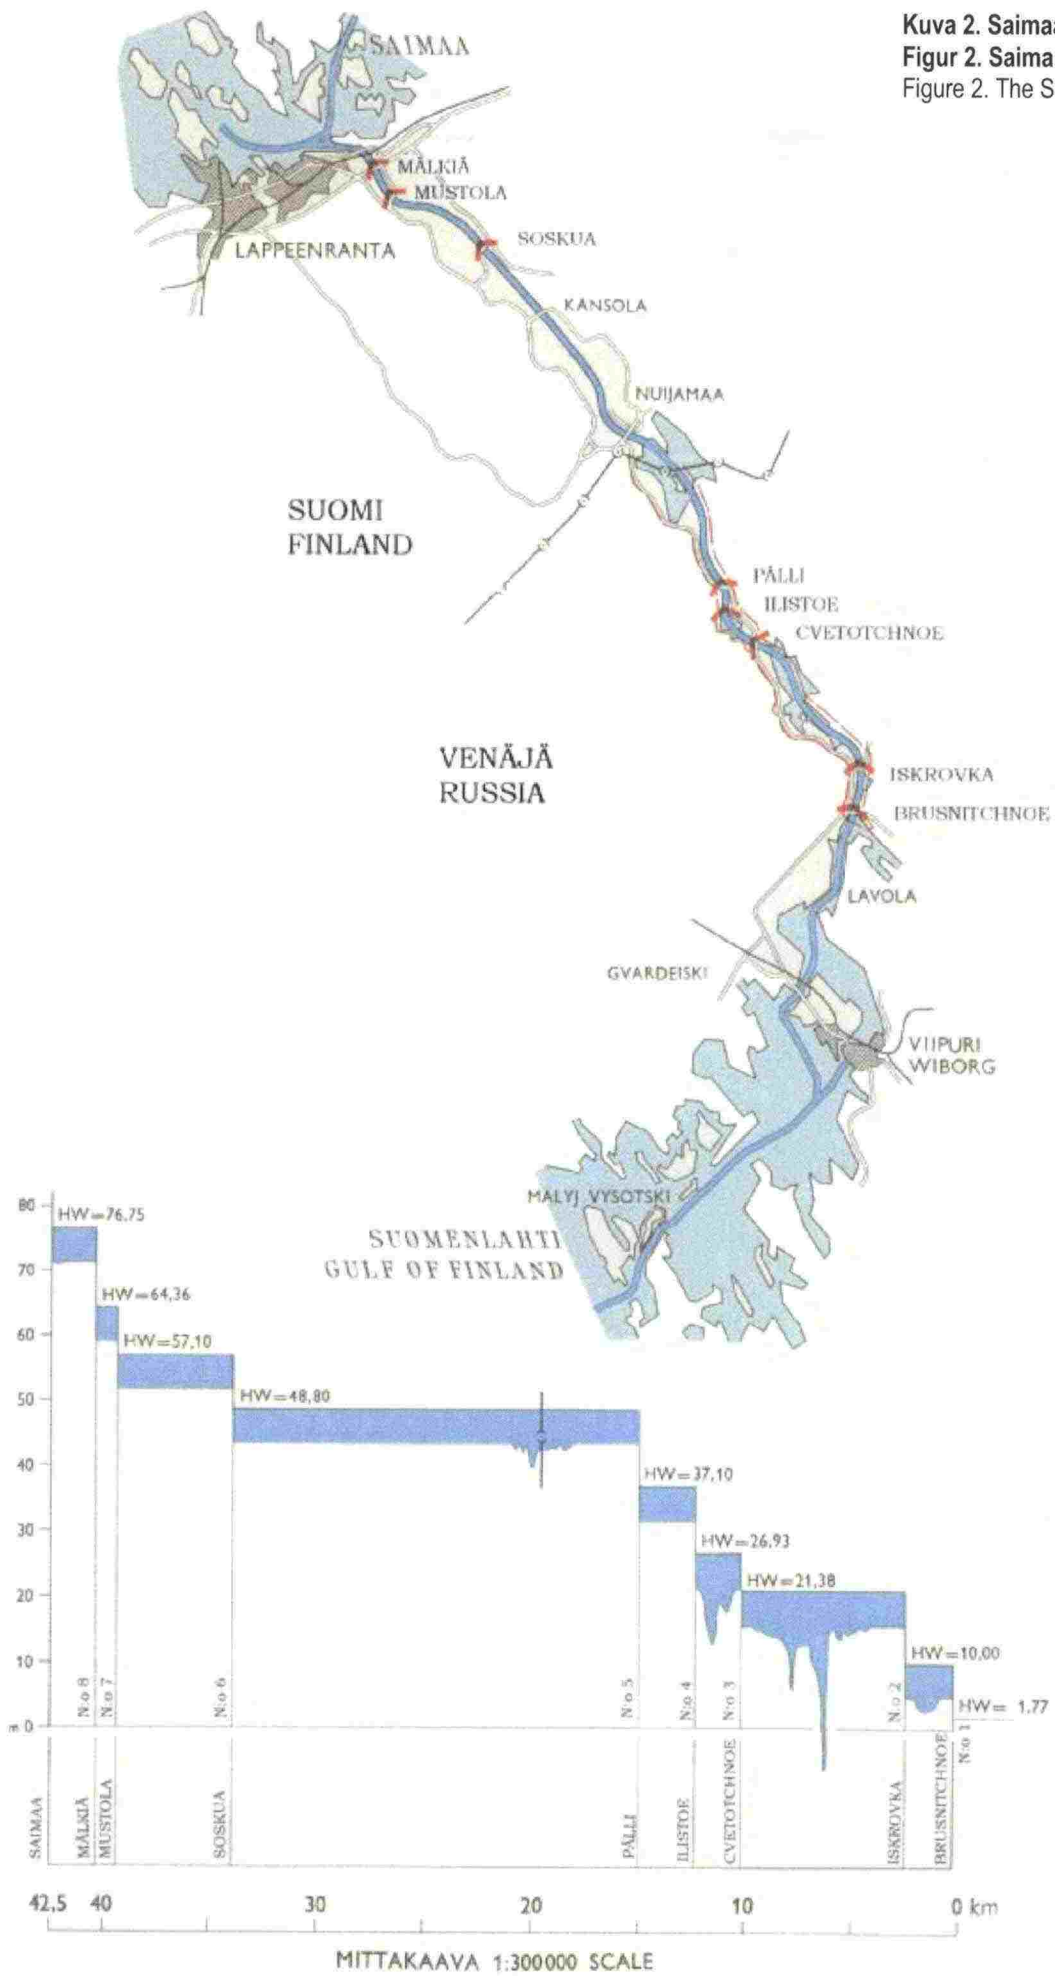 Kuva 2. Saimaa
Figur 2. Saima
Figure 2. The S
SAIMAA
MÄLKIÄ
MUSTOLA
SOSKUA
LAPPEENRANTA
KANSOLA
NUIJAMAA
SUOMI
FINLAND
PÄLLI
ILISTOE
CVETOTCHNOE
VENÄJÄ
RUSSIA
ISKROVKA
BRUSNITCHNOE
LAVOLA
GVARDEISKI
VIIPURI
WIBORG
MALYJ VYSOTSKI
SUOMENLAHTI
GULF OF FINLAND
80
HW=76,75
70
HW=64,36
60
HW=57,10
50
HW=48,80
40
HW=37,10
30
HW=26,93
HW=21,38
20
10
HW=10,00
HW= 1.77
m 0
N:o 8
N:o 7
N:o 6
N:o 5
N:o 4
N:o 3
N:o 2
N:o 1
SAIMAA
MÄLKIÄ
MUSTOLA
SOSKUA
PÄLLI
ILISTOE
CVETOTCHNOE
ISKROVKA
BRUSNITCHNOE
42.5 40 30 20 10 0 km
MITTAKAAVA 1:300000 SCALE